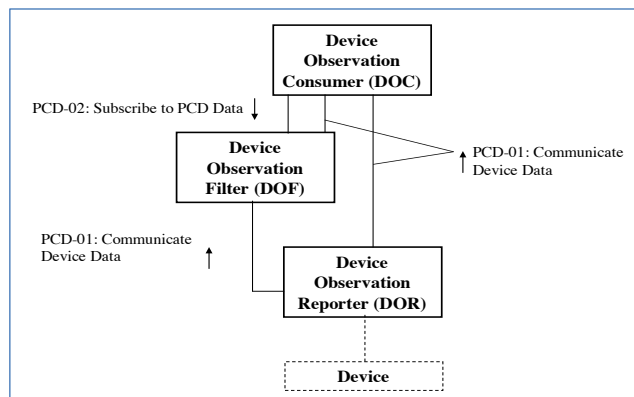 Device
Observation
Consumer (DOC)
PCD-02: Subscribe to PCD Data
Device
Observation
Filter (DOF)
PCD-01: Communicate
Device Data
PCD-01: Communicate
Device Data
Device
Observation
Reporter (DOR)
Device